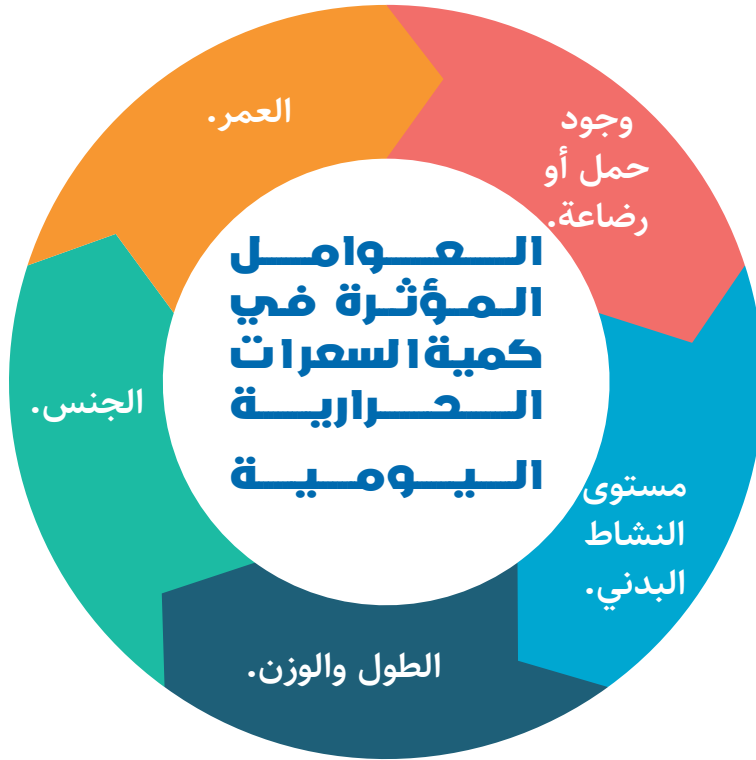 العوامل
المؤثرة في
كمية السعرات
الحرارية
اليومية
العمر.
وجود
حمل أو
رضاعة.
مستوى
النشاط
البدني.
الطول والوزن.
الجنس.